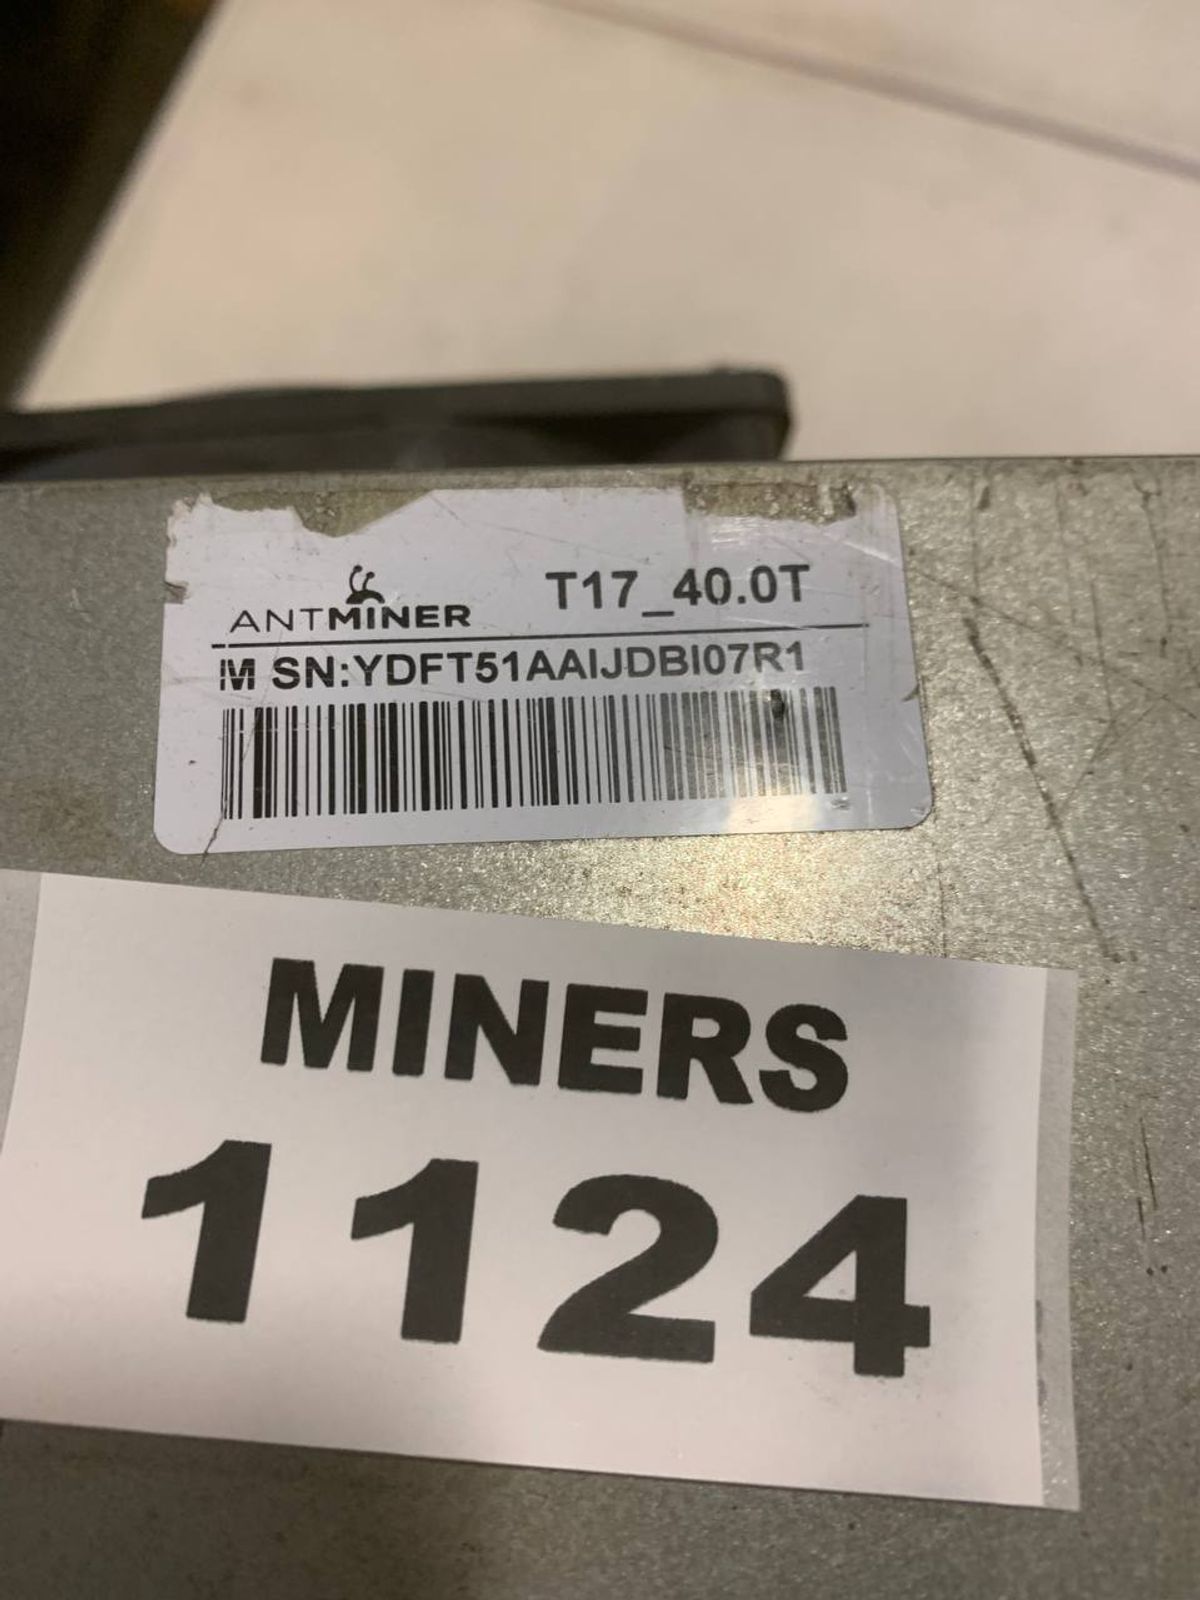 ANTMINER T17_40.0T
M SN:YDFT51AAIJDBI07R1
MINERS
1124